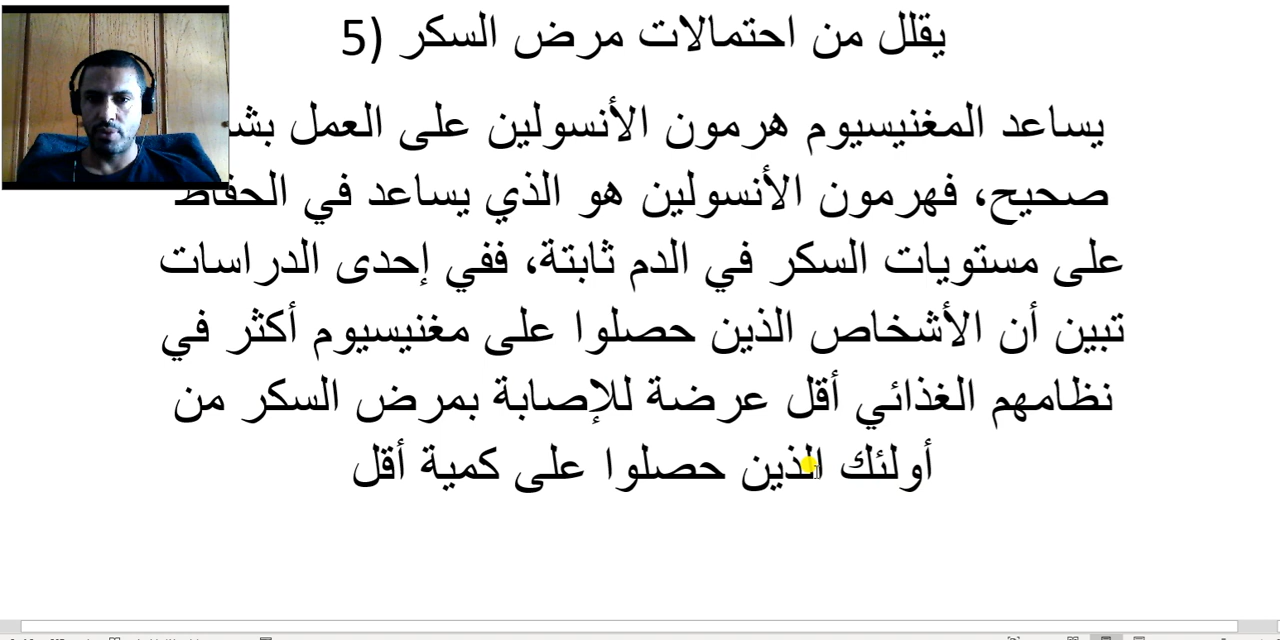 يقلل من احتمالات مرض السكر (5
يساعد المغنيسيوم هرمون الأنسولين على العمل
صحيح، فهرمون الأنسولين هو الذي يساعد في الحفاظ
على مستويات السكر في الدم ثابتة، ففي إحدى الدراسات
تبين أن الأشخاص الذين حصلوا على مغنيسيوم أكثر في
نظامهم الغذائي أقل عرضة للإصابة بمرض السكر من
أولئك الذين حصلوا على كمية أقل